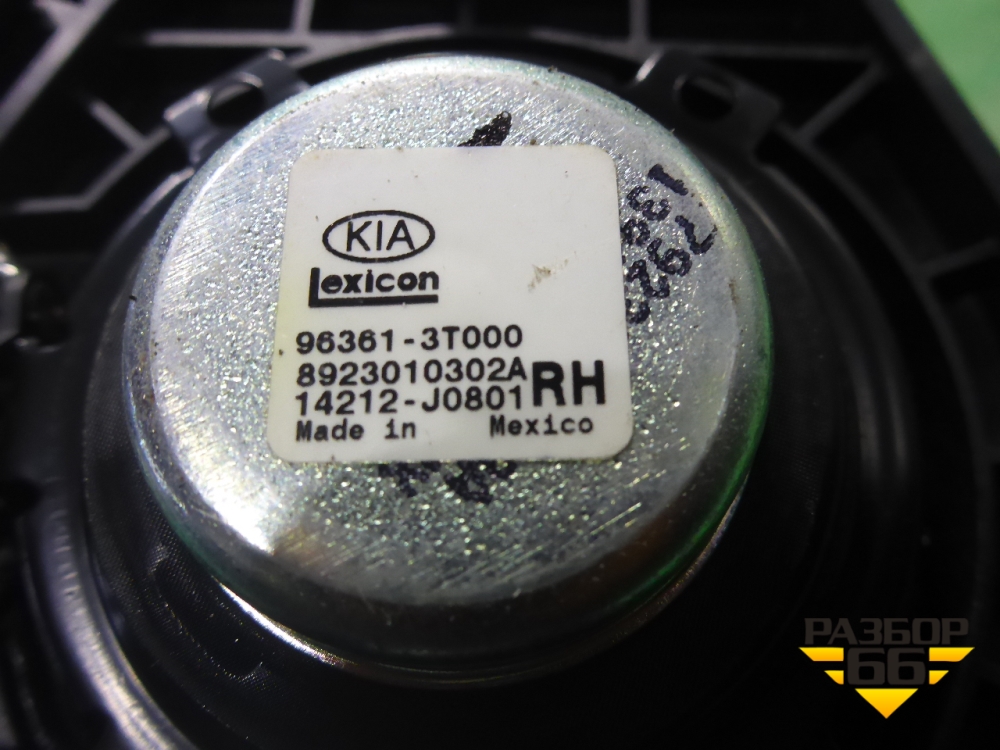 KIA
Lexicon
96361-3T000
8923010302A
14212-J0801 RH
Made in Mexico
РАЗБОР
66